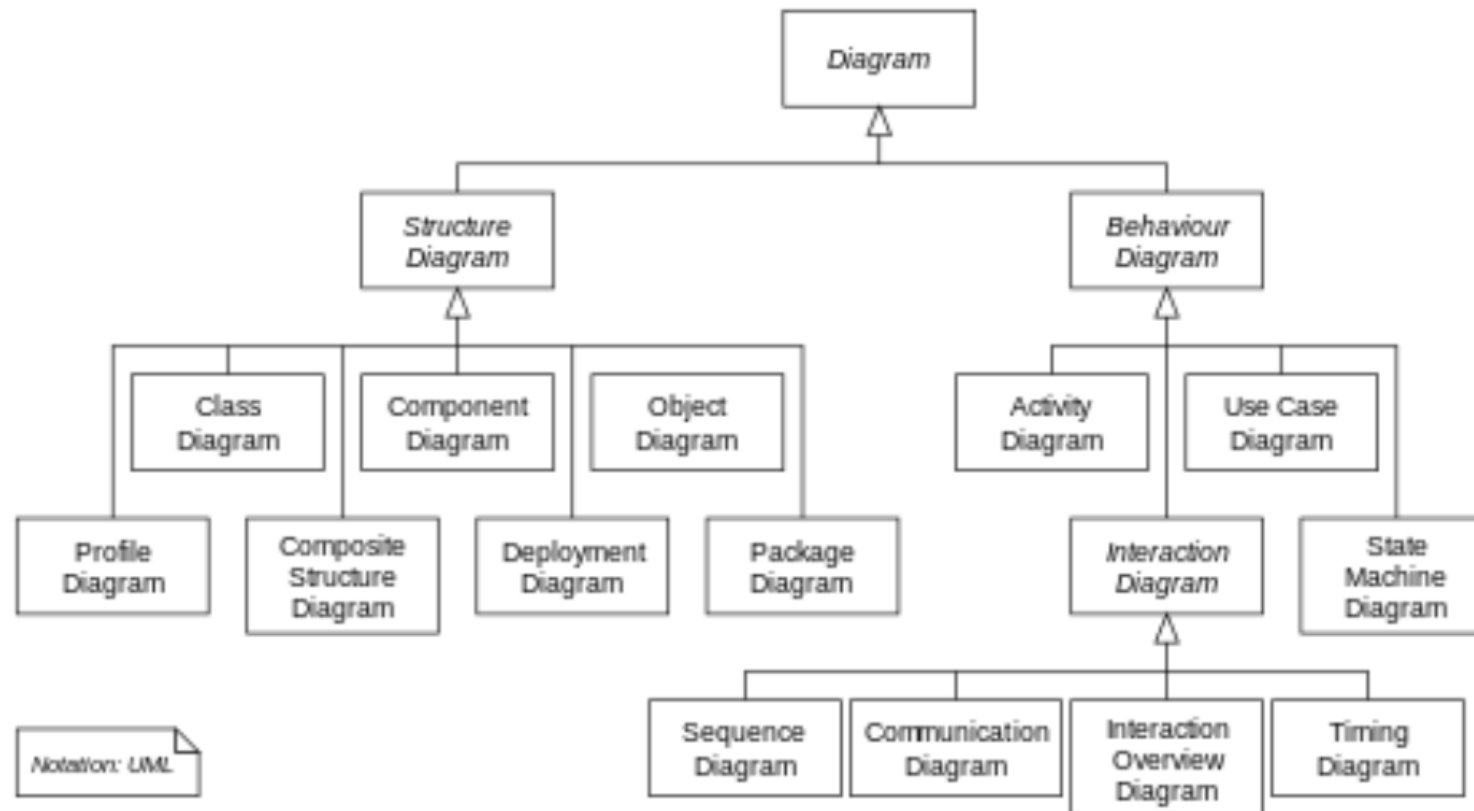 Diagram
Structure
Diagram
Behaviour
Diagram
Class
Diagram
Component
Diagram
Object
Diagram
Activity
Diagram
Use Case
Diagram
Profile
Diagram
Composite
Structure
Diagram
Deployment
Diagram
Package
Diagram
Interaction
Diagram
State
Machine
Diagram
Sequence
Diagram
Communication
Diagram
Interaction
Overview
Diagram
Timing
Diagram
Notation: UML